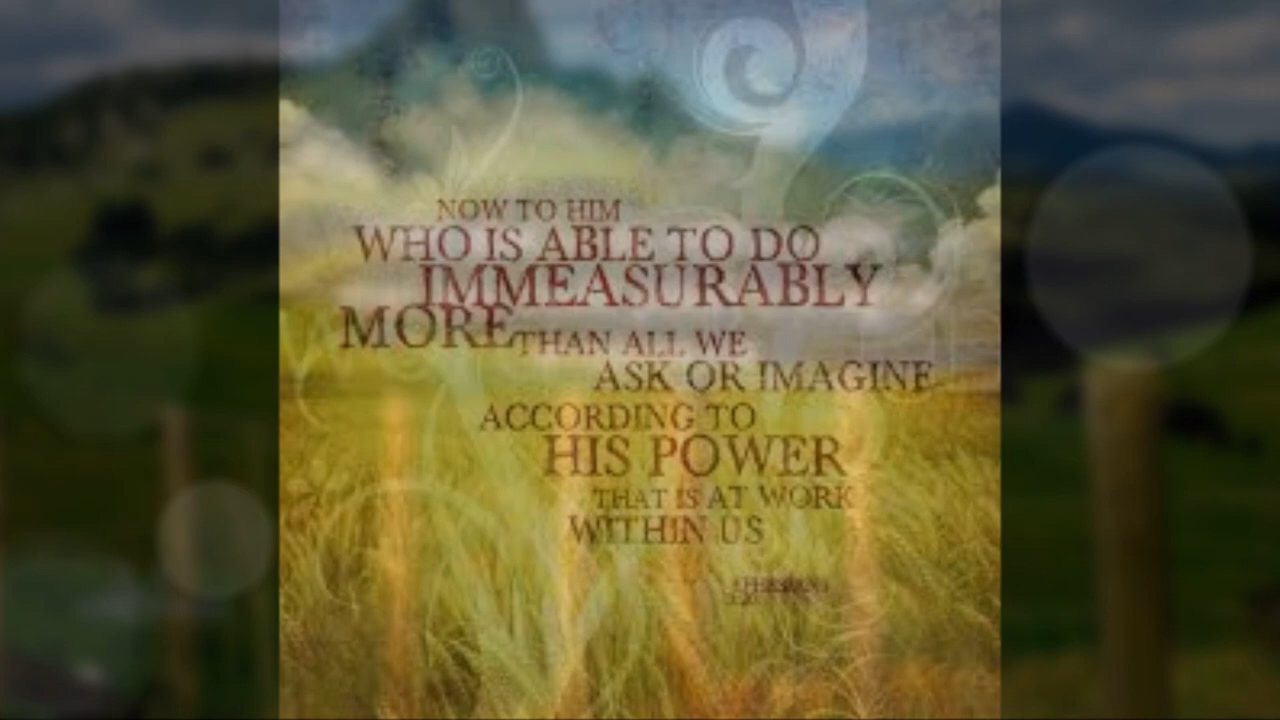 NOW TO HIM
WHO IS ABLE TO DO
IMMEASURABLY
MORE THAN ALL WE
ASK OR IMAGINE
ACCORDING TO
HIS POWER
THAT IS AT WORK
WITHIN US